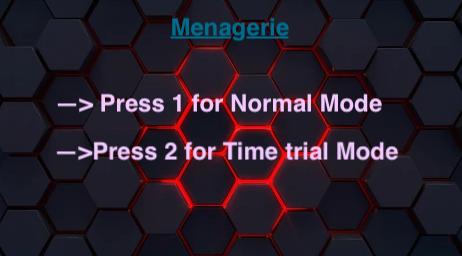 Menagerie
—> Press 1 for Normal Mode
—>Press 2 for Time trial Mode